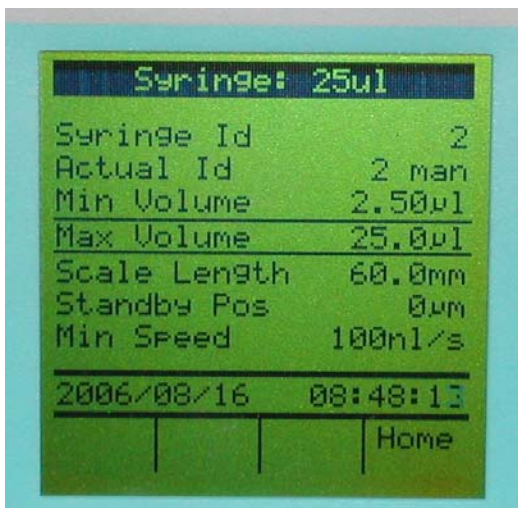 Syringe: 25ul
Syringe Id 2
Actual Id 2 man
Min Volume 2.50µl
Max Volume 25.0µl
Scale Length 60.0mm
Standby Pos 0µm
Min Speed 100nl/s
2006/08/16 08:48:13
Home